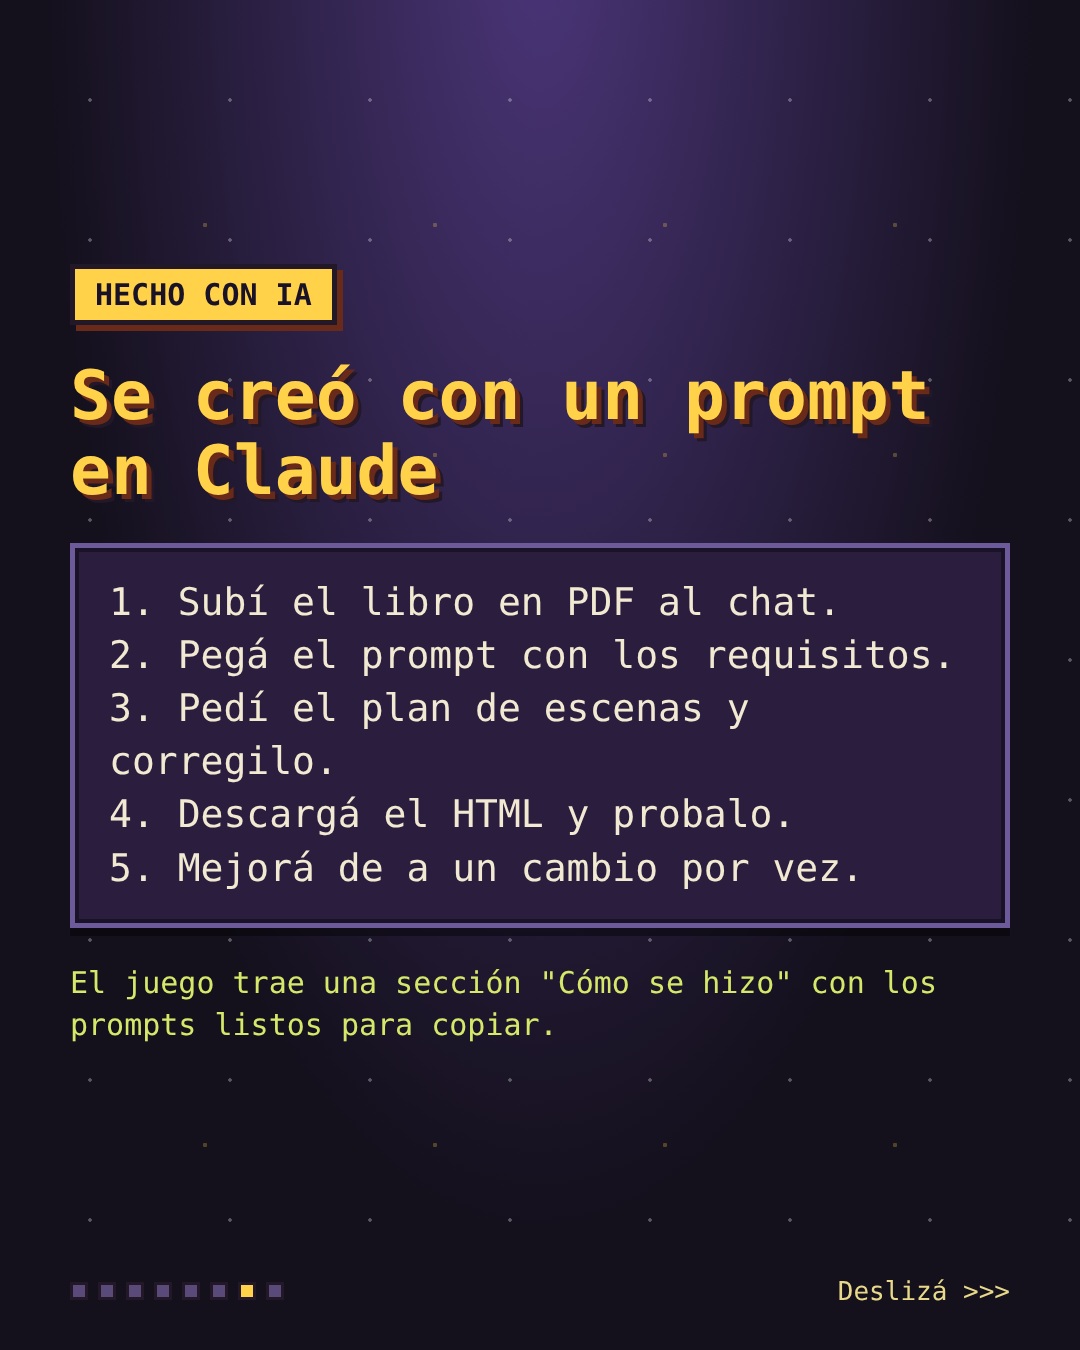 HECHO CON IA
Se creó con un prompt
en Claude
1. Subí el libro en PDF al chat.
2. Pegá el prompt con los requisitos.
3. Pedí el plan de escenas y
corregilo.
4. Descargá el HTML y probalo.
5. Mejorá de a un cambio por vez.
El juego trae una sección "Cómo se hizo" con los
prompts listos para copiar.
Deslizá >>>